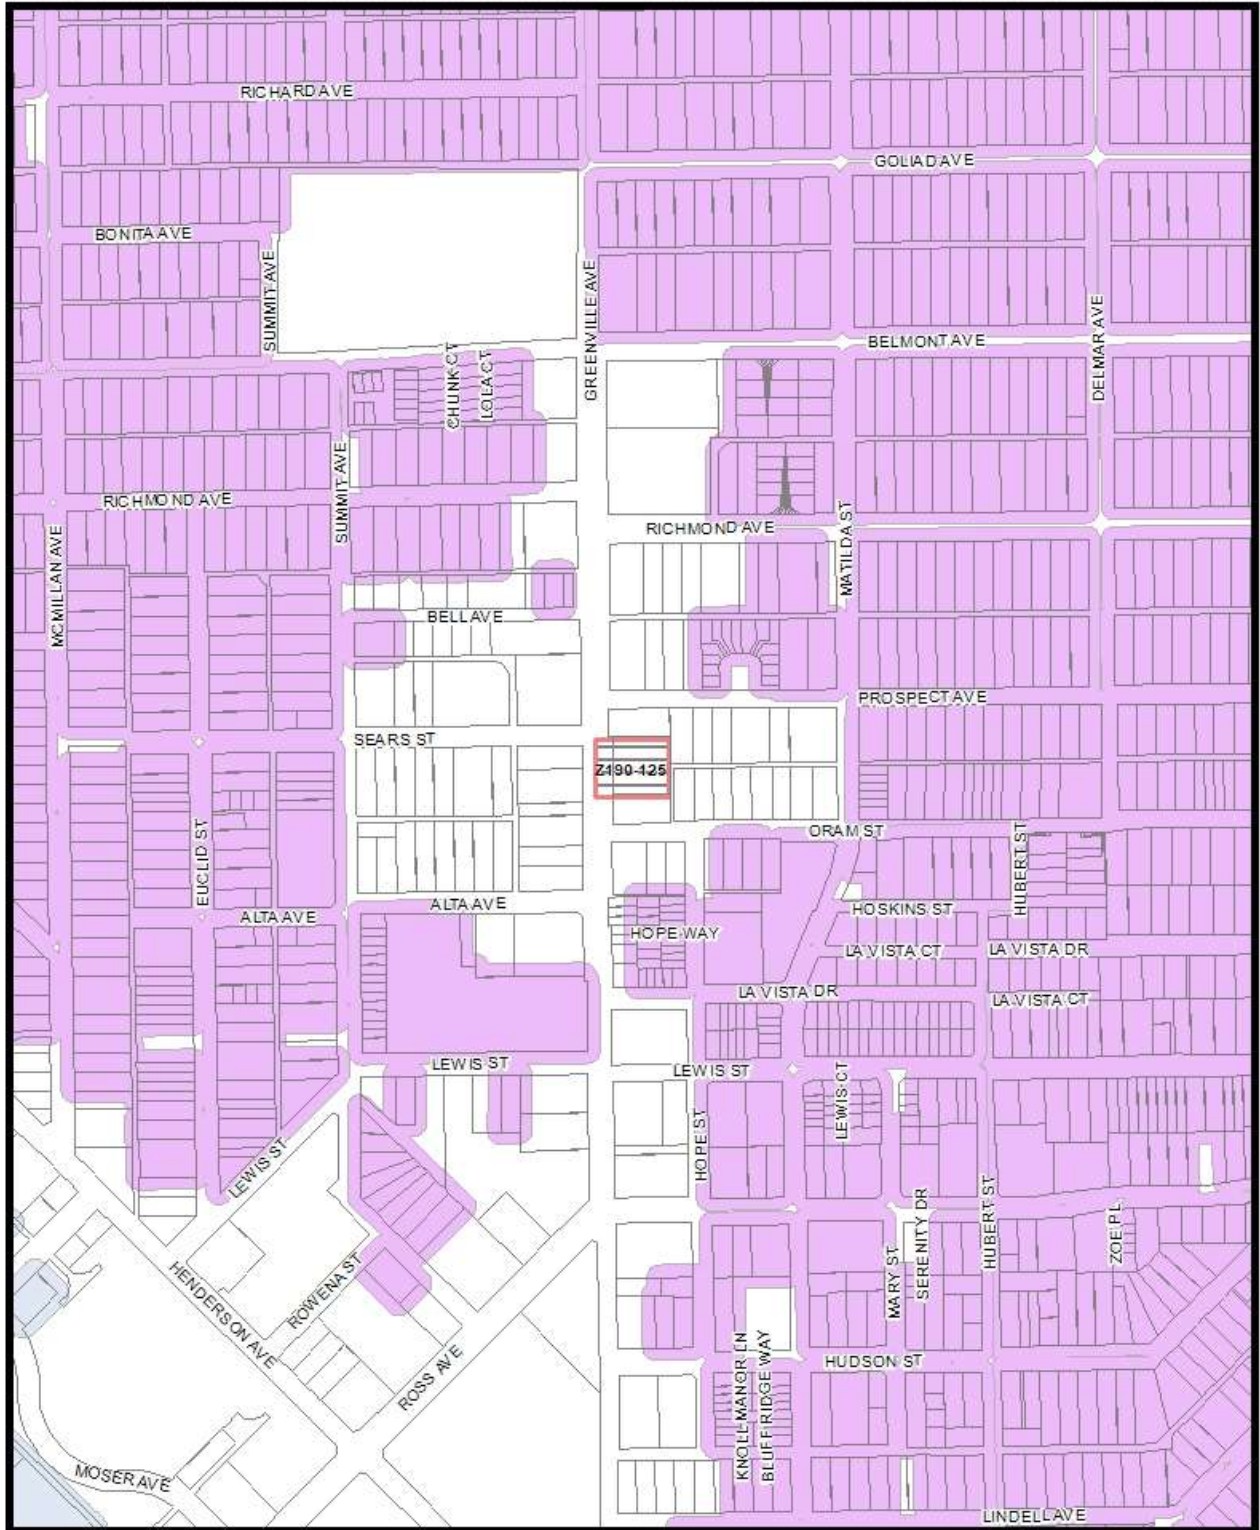 RICHARD AVE
GOLIAD AVE
BONITA AVE
SUMMIT AVE
GREENVILLE AVE
DELMAR AVE
BELMONT AVE
CHUNK CT
LOLA CT
SUMMIT AVE
RICHMOND AVE
RICHMOND AVE
MCMILLAN AVE
MATILDA ST
BELL AVE
PROSPECT AVE
SEARS ST
Z190-125
EUCLID ST
ORAM ST
HUBERT ST
ALTA AVE
ALTA AVE
HOSKINS ST
HOPE WAY
LA VISTA CT
LA VISTA DR
LA VISTA DR
LA VISTA CT
LEWIS ST
LEWIS ST
LEWIS CT
HOPE ST
LEWIS ST
HUBERT ST
SERENITY DR
ZOE PL
MARY ST
HENDERSON AVE
ROWENA ST
ROSS AVE
HUDSON ST
KNOLL MANOR LN
BLUFF RIDGE WAY
MOSER AVE
LINDELL AVE